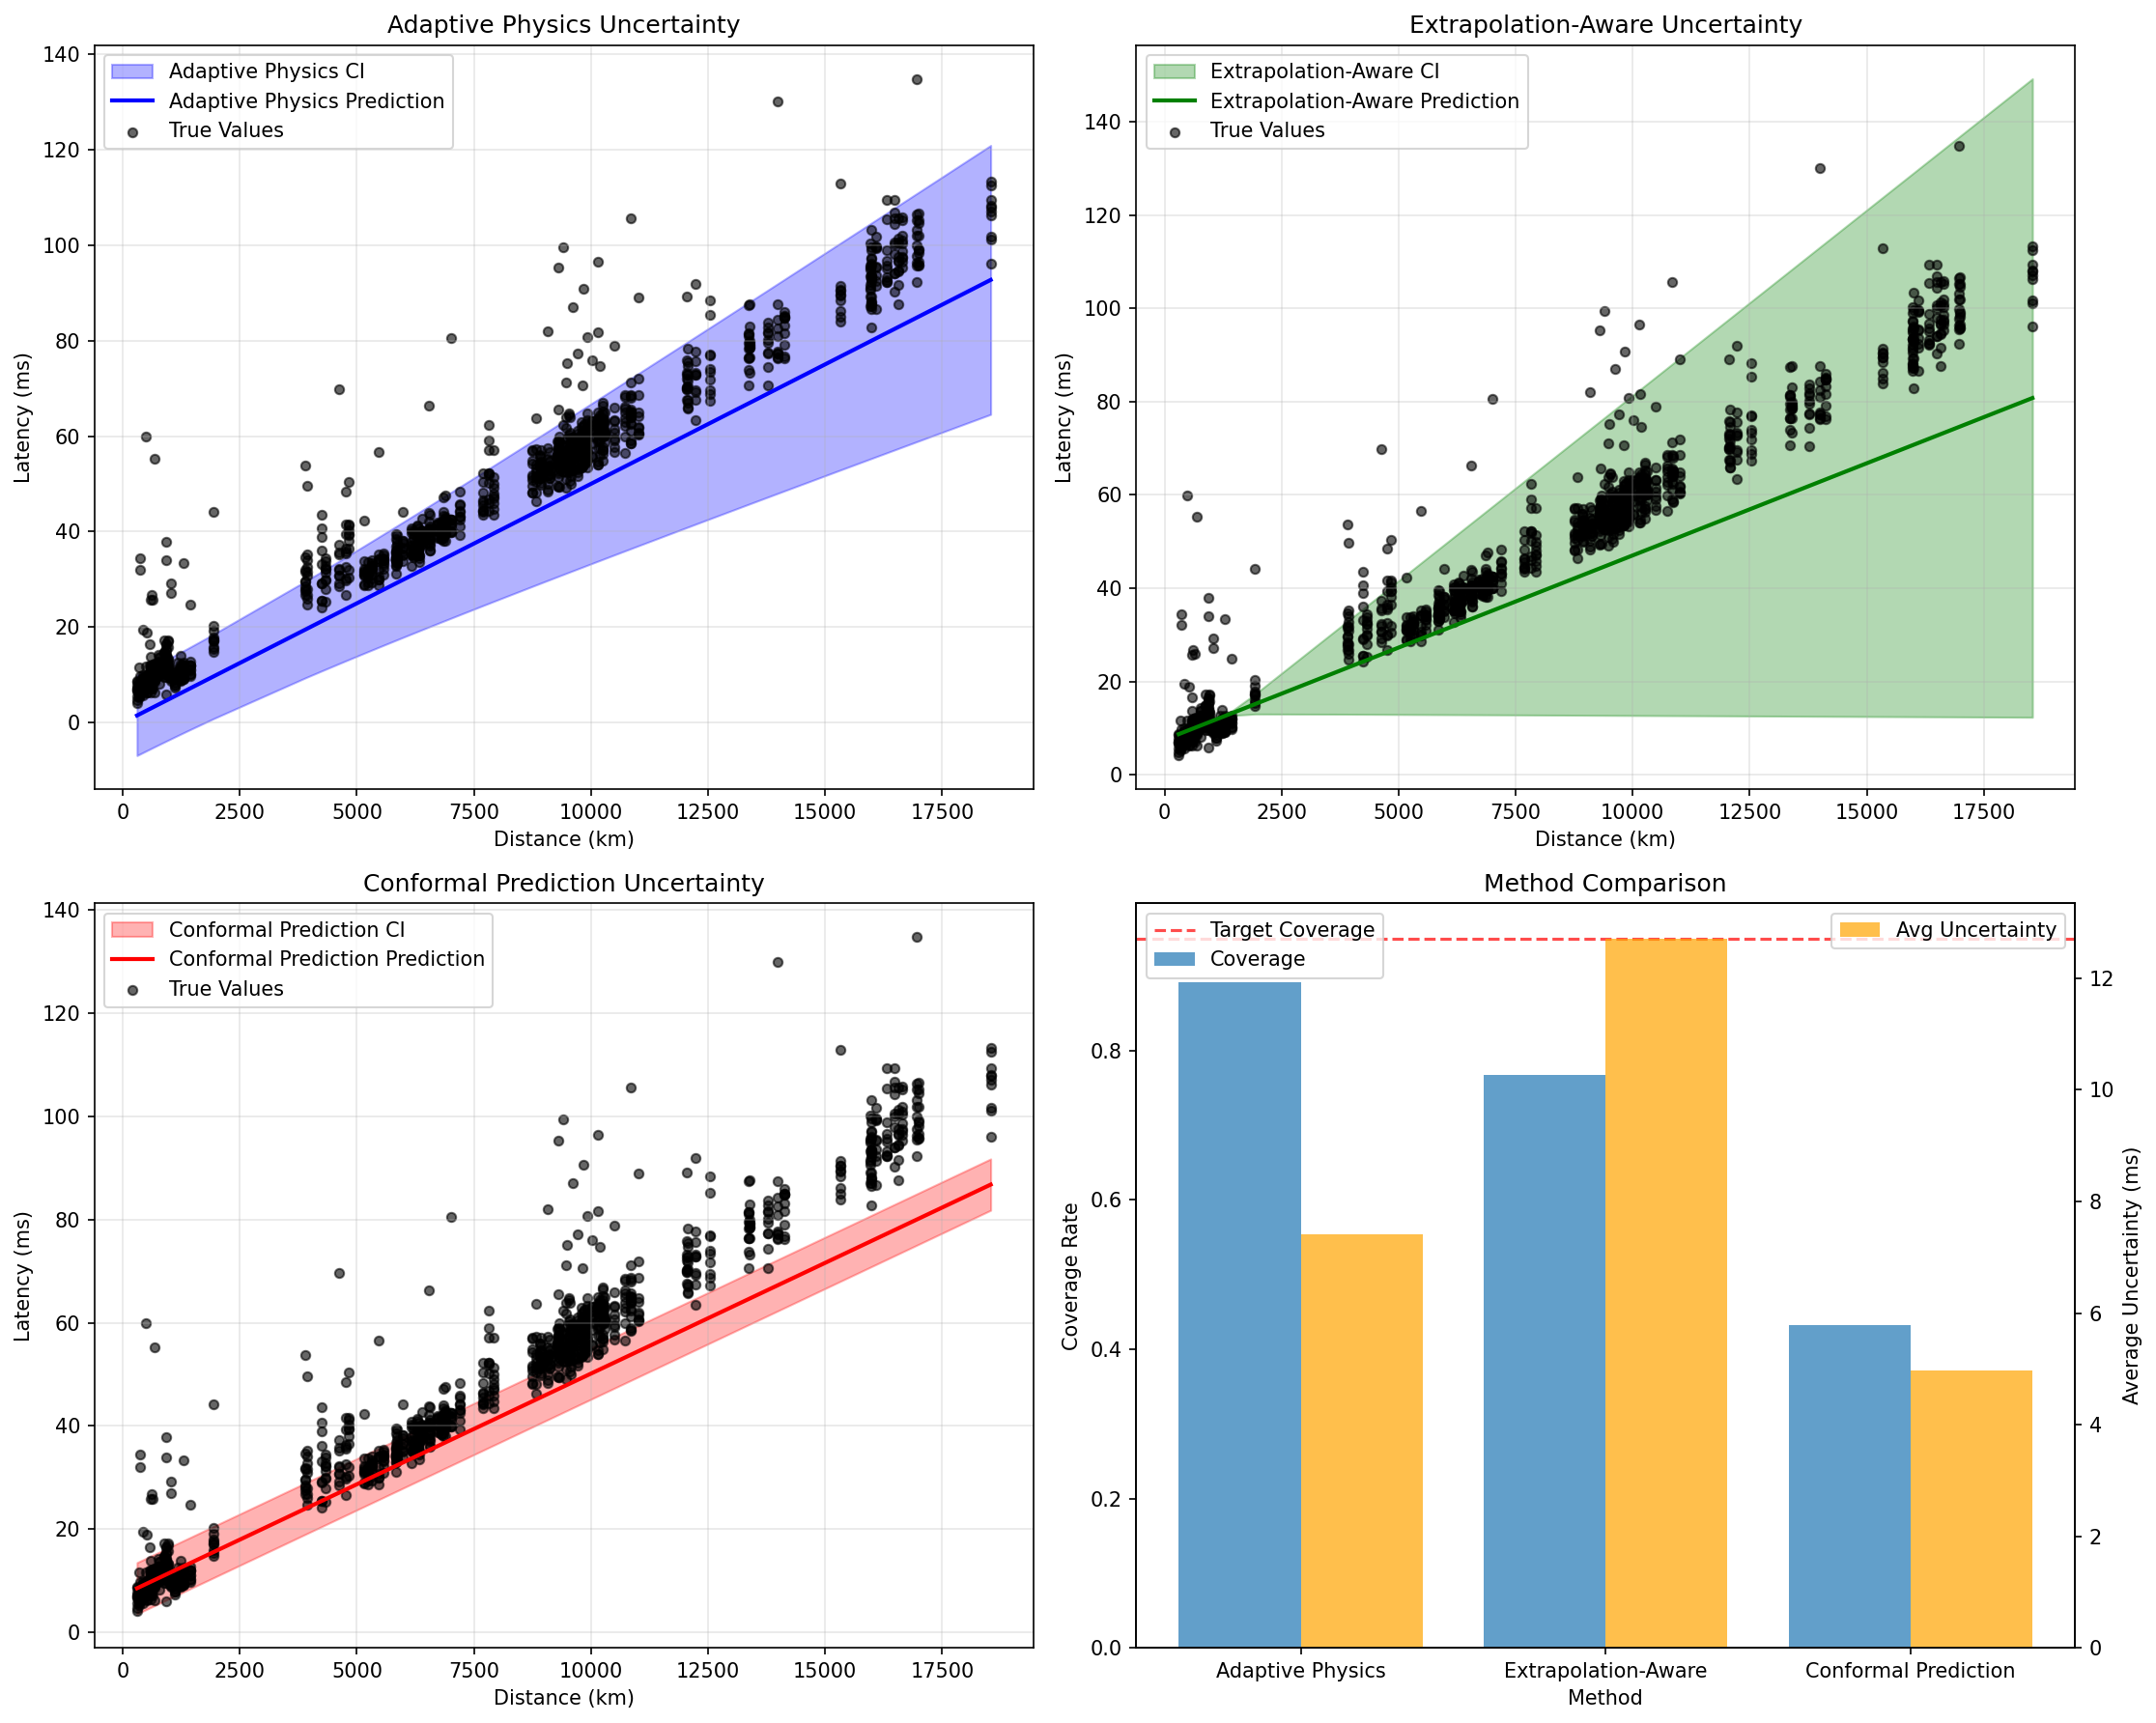 Adaptive Physics Uncertainty
Adaptive Physics CI
Adaptive Physics Prediction
True Values
140
120
100
80
60
40
20
0
Latency (ms)
0 2500 5000 7500 10000 12500 15000 17500
Distance (km)
Extrapolation-Aware Uncertainty
Extrapolation-Aware CI
Extrapolation-Aware Prediction
True Values
140
120
100
80
60
40
20
0
Latency (ms)
0 2500 5000 7500 10000 12500 15000 17500
Distance (km)
Conformal Prediction Uncertainty
Conformal Prediction CI
Conformal Prediction Prediction
True Values
140
120
100
80
60
40
20
0
Latency (ms)
0 2500 5000 7500 10000 12500 15000 17500
Distance (km)
Method Comparison
Target Coverage
Coverage
Avg Uncertainty
0.8
0.6
0.4
0.2
0.0
Coverage Rate
12
10
8
6
4
2
0
Average Uncertainty (ms)
Adaptive Physics Extrapolation-Aware Conformal Prediction
Method